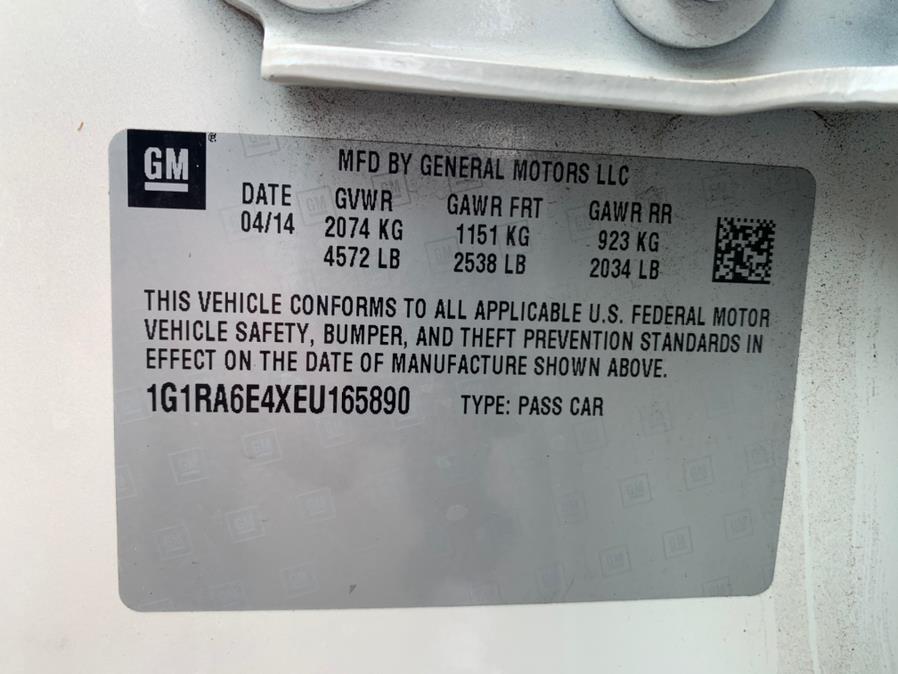 GM
MFD BY GENERAL MOTORS LLC
DATE GVWR GAWR FRT GAWR RR
04/14 2074 KG 1151 KG 923 KG
4572 LB 2538 LB 2034 LB
THIS VEHICLE CONFORMS TO ALL APPLICABLE U.S. FEDERAL MOTOR
VEHICLE SAFETY, BUMPER, AND THEFT PREVENTION STANDARDS IN
EFFECT ON THE DATE OF MANUFACTURE SHOWN ABOVE.
1G1RA6E4XEU165890 TYPE: PASS CAR